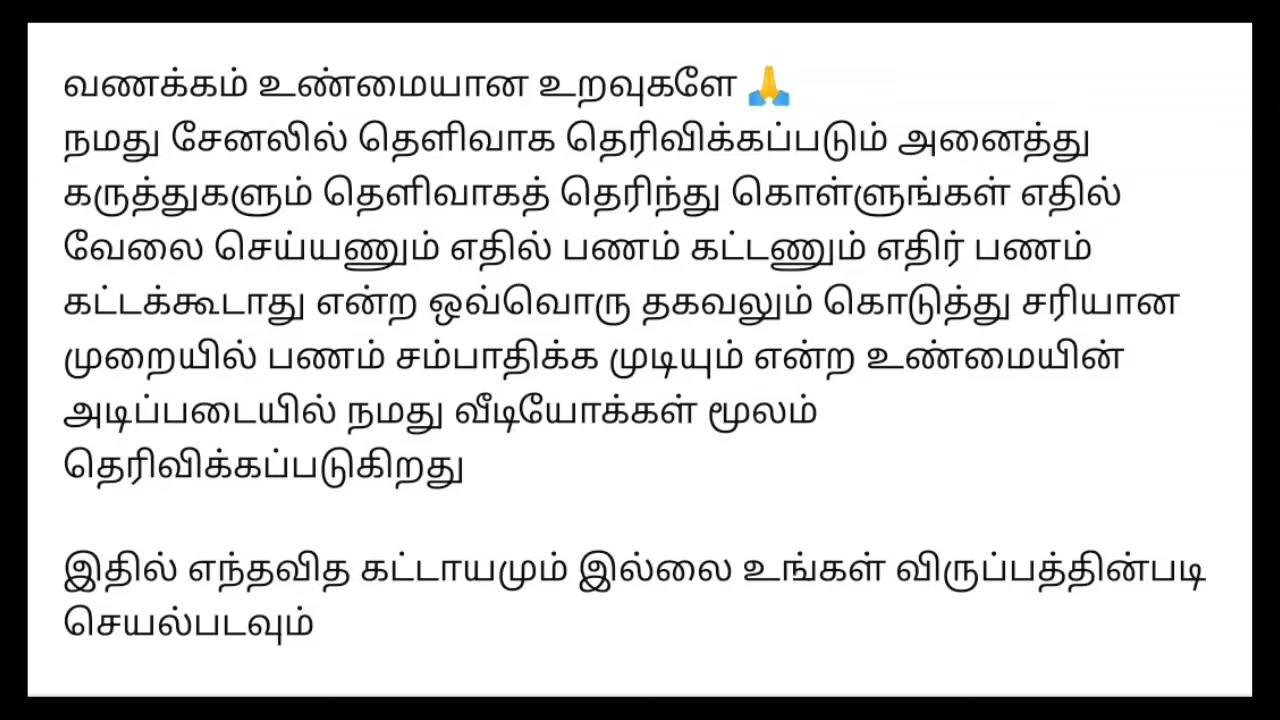 வணக்கம் உண்மையான உறவுகளே 🙏
நமது சேனலில் தெளிவாக தெரிவிக்கப்படும் அனைத்து
கருத்துகளும் தெளிவாகத் தெரிந்து கொள்ளுங்கள் எதில்
வேலை செய்யணும் எதில் பணம் கட்டணும் எதிர் பணம்
கட்டக்கூடாது என்ற ஒவ்வொரு தகவலும் கொடுத்து சரியான
முறையில் பணம் சம்பாதிக்க முடியும் என்ற உண்மையின்
அடிப்படையில் நமது வீடியோக்கள் மூலம்
தெரிவிக்கப்படுகிறது
இதில் எந்தவித கட்டாயமும் இல்லை உங்கள் விருப்பத்தின்படி
செயல்படவும்